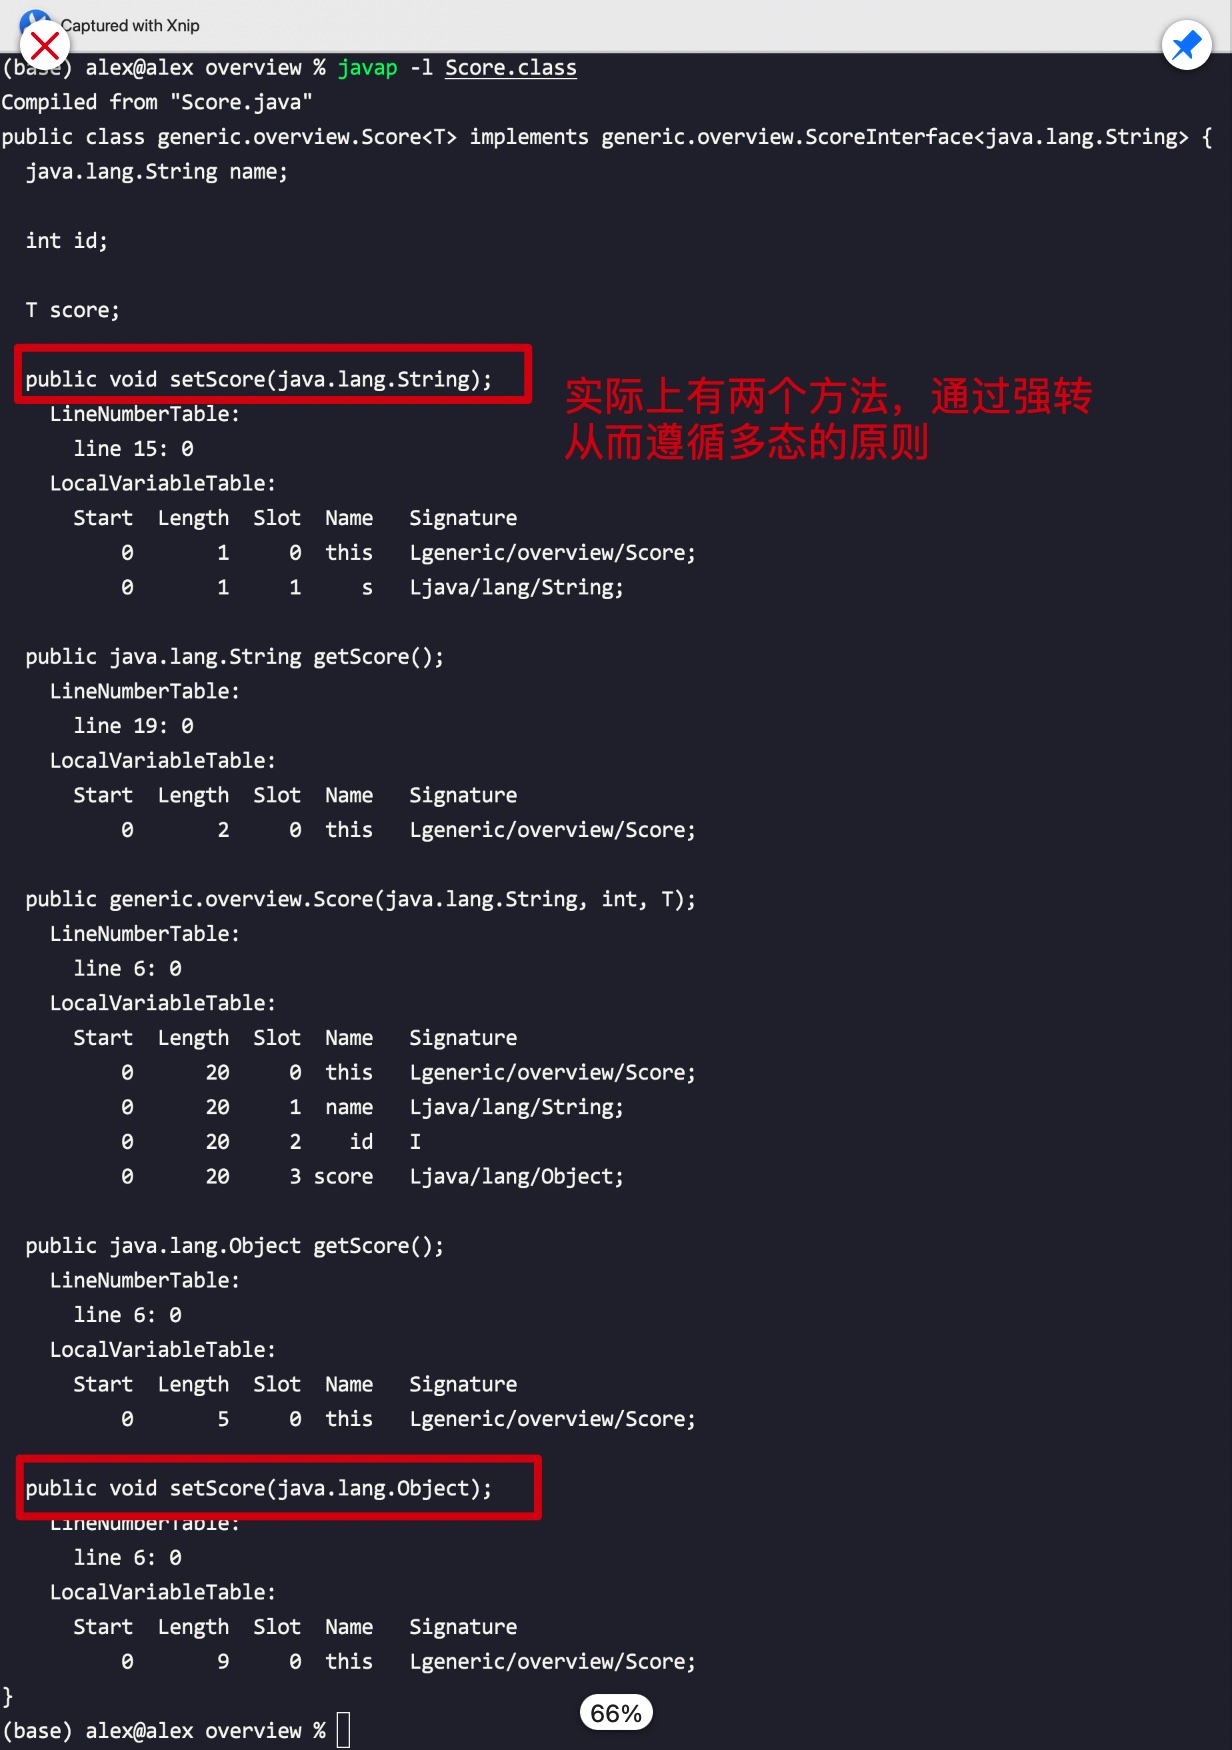 Captured with Xnip
(base) alex@alex overview % javap -l Score.class
Compiled from "Score.java"
public class generic.overview.Score<T> implements generic.overview.ScoreInterface<java.lang.String> {
  java.lang.String name;
  int id;
  T score;
  public void setScore(java.lang.String);
实际上有两个方法，通过强转
从而遵循多态的原则
    LineNumberTable:
      line 15: 0
    LocalVariableTable:
      Start  Length  Slot  Name   Signature
          0       1     0  this   Lgeneric/overview/Score;
          0       1     1     s   Ljava/lang/String;
  public java.lang.String getScore();
    LineNumberTable:
      line 19: 0
    LocalVariableTable:
      Start  Length  Slot  Name   Signature
          0       2     0  this   Lgeneric/overview/Score;
  public generic.overview.Score(java.lang.String, int, T);
    LineNumberTable:
      line 6: 0
    LocalVariableTable:
      Start  Length  Slot  Name   Signature
          0      20     0  this   Lgeneric/overview/Score;
          0      20     1  name   Ljava/lang/String;
          0      20     2    id   I
          0      20     3 score   Ljava/lang/Object;
  public java.lang.Object getScore();
    LineNumberTable:
      line 6: 0
    LocalVariableTable:
      Start  Length  Slot  Name   Signature
          0       5     0  this   Lgeneric/overview/Score;
  public void setScore(java.lang.Object);
    LineNumberTable:
      line 6: 0
    LocalVariableTable:
      Start  Length  Slot  Name   Signature
          0       9     0  this   Lgeneric/overview/Score;
}
66%
(base) alex@alex overview %